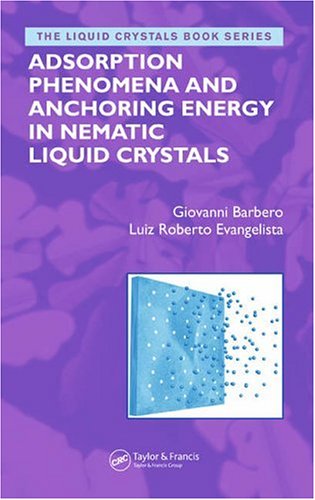 THE LIQUID CRYSTALS BOOK SERIES
ADSORPTION
PHENOMENA AND
ANCHORING ENERGY
IN NEMATIC
LIQUID CRYSTALS
Giovanni Barbero
Luiz Roberto Evangelista
CRC
Taylor & Francis
Taylor & Francis Group